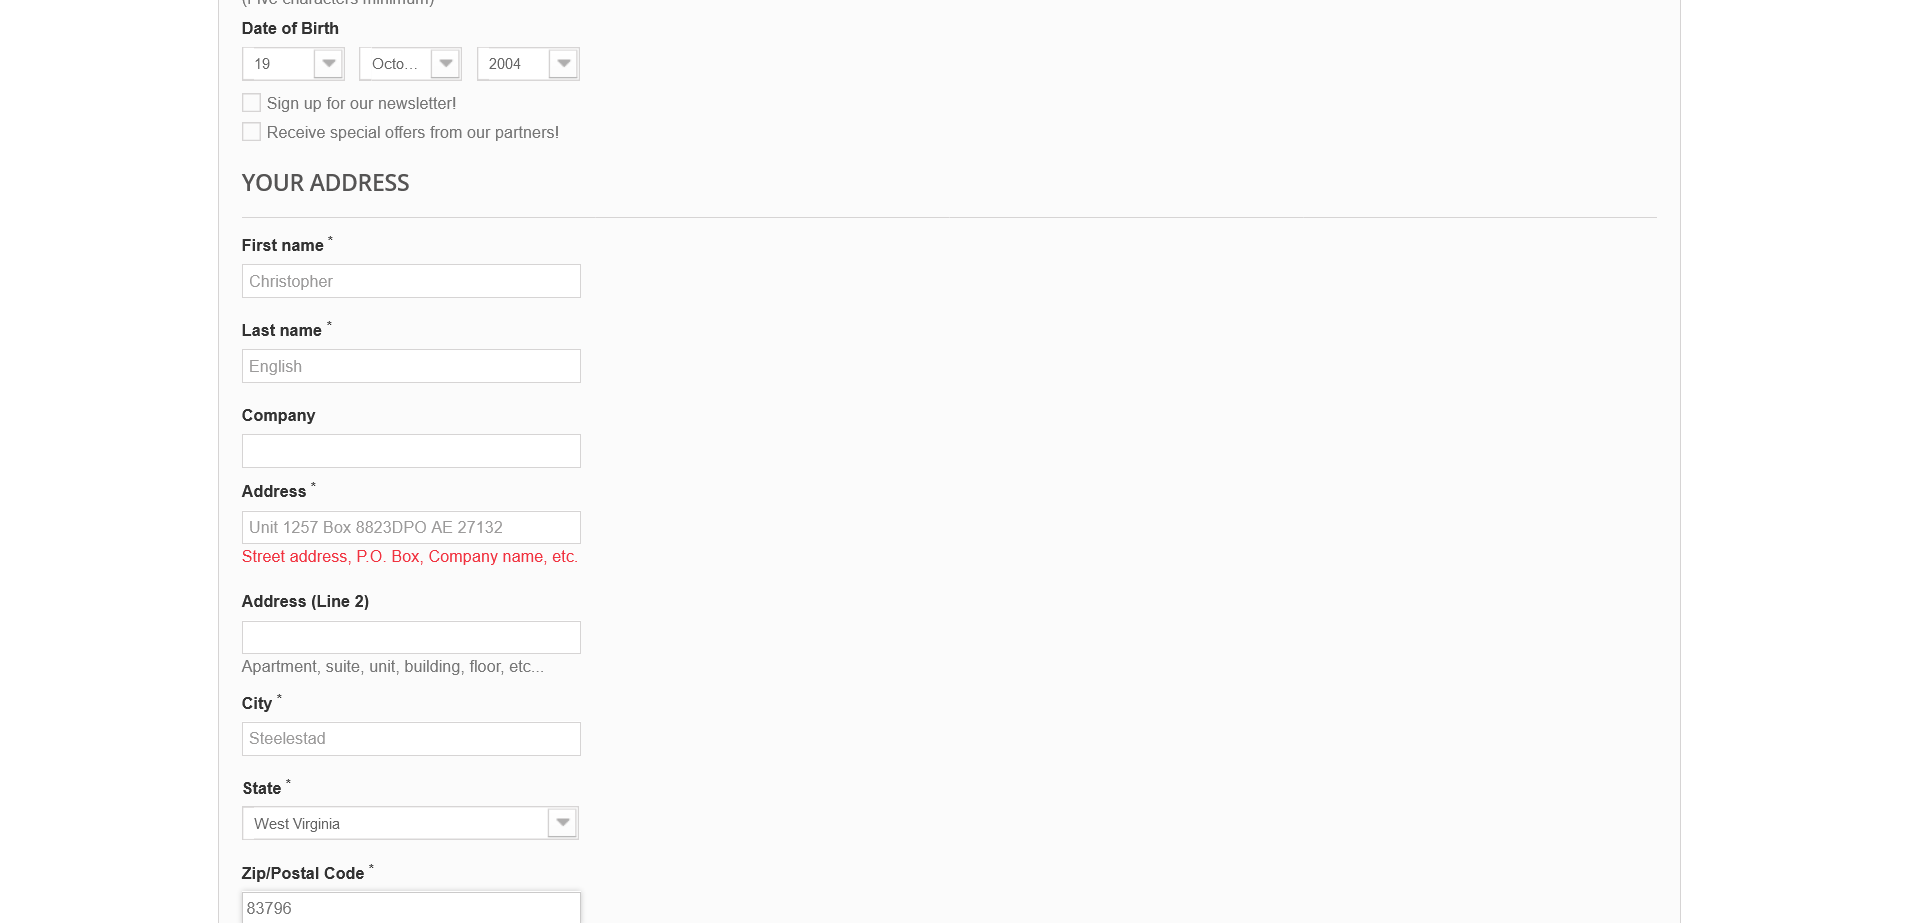 (Five characters minimum)
Date of Birth
19 Octo... 2004
Sign up for our newsletter!
Receive special offers from our partners!
YOUR ADDRESS
First name *
Christopher
Last name *
English
Company
Address *
Unit 1257 Box 8823DPO AE 27132
Street address, P.O. Box, Company name, etc.
Address (Line 2)
Apartment, suite, unit, building, floor, etc...
City *
Steelestad
State *
West Virginia
Zip/Postal Code *
83796